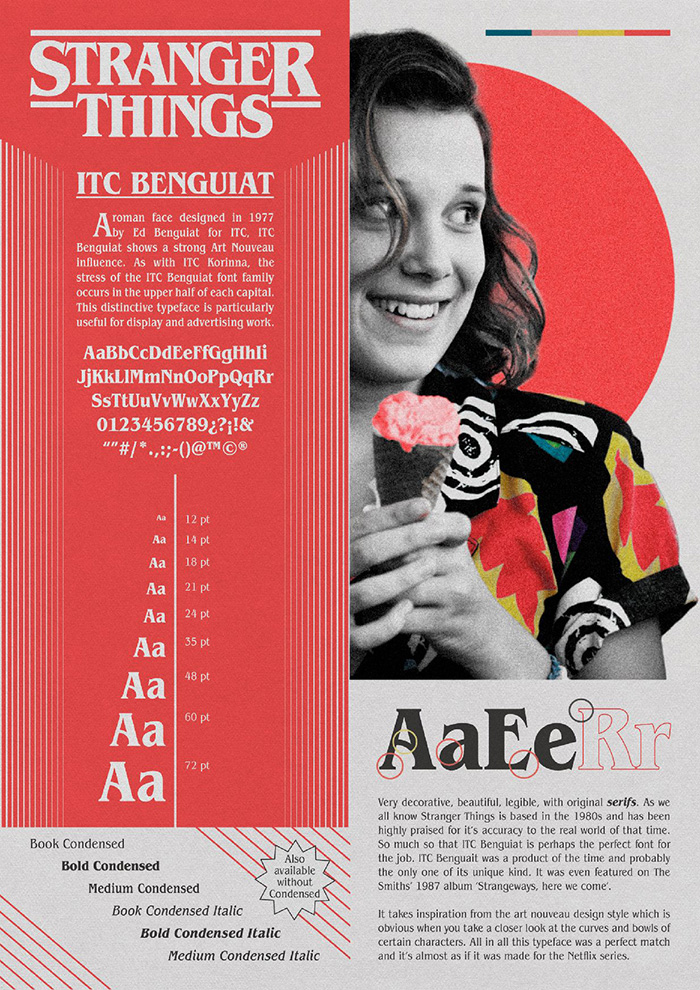 STRANGER
THINGS
ITC BENGUIAT
A roman face designed in 1977
by Ed Benguiat for ITC, ITC
Benguiat shows a strong Art Nouveau
influence. As with ITC Korinna, the
stress of the ITC Benguiat font family
occurs in the upper half of each capital.
This distinctive typeface is particularly
useful for display and advertising work.
AaBbCcDdEeFfGgHhIi
JjKkLlMmNnOoPpQqRr
SsTtUuVvWwXxYyZz
0123456789¿?¡!&
“”#/*.,:;-()@™©®
Aa 12 pt
Aa 14 pt
Aa 18 pt
Aa 21 pt
Aa 24 pt
Aa 35 pt
Aa 48 pt
Aa 60 pt
Aa 72 pt
Book Condensed
Bold Condensed
Medium Condensed
Book Condensed Italic
Bold Condensed Italic
Medium Condensed Italic
Also
available
without
Condensed
AaEeRr
Very decorative, beautiful, legible, with original serifs. As we
all know Stranger Things is based in the 1980s and has been
highly praised for it's accuracy to the real world of that time.
So much so that ITC Benguiat is perhaps the perfect font for
the job. ITC Benguait was a product of the time and probably
the only one of its unique kind. It was even featured on The
Smiths' 1987 album 'Strangeways, here we come'.
It takes inspiration from the art nouveau design style which is
obvious when you take a closer look at the curves and bowls of
certain characters. All in all this typeface was a perfect match
and it's almost as if it was made for the Netflix series.